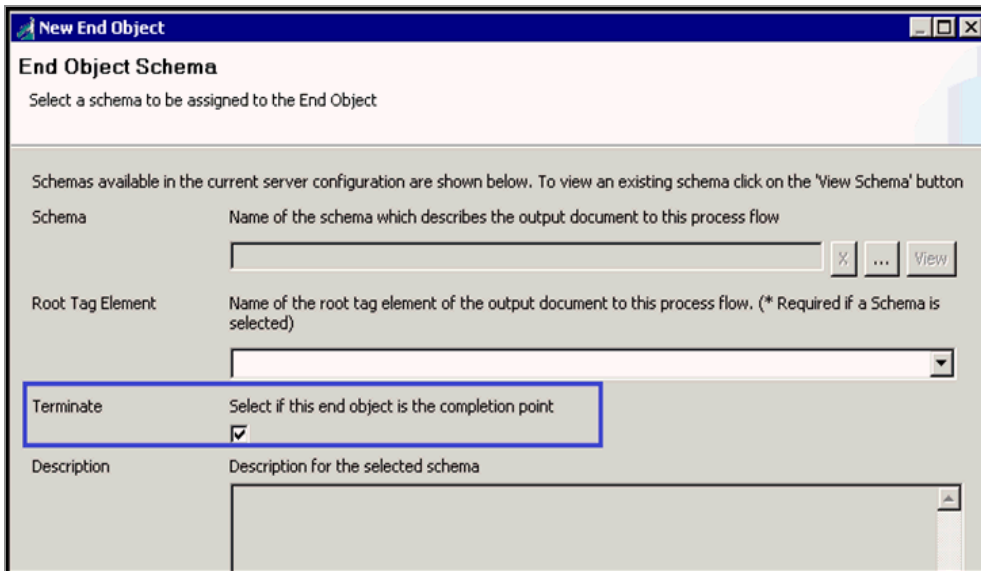 New End Object
End Object Schema
Select a schema to be assigned to the End Object
Schemas available in the current server configuration are shown below. To view an existing schema click on the 'View Schema' button
Schema
Name of the schema which describes the output document to this process flow
X ... View
Root Tag Element
Name of the root tag element of the output document to this process flow. (* Required if a Schema is
selected)
Terminate
Select if this end object is the completion point
Description
Description for the selected schema